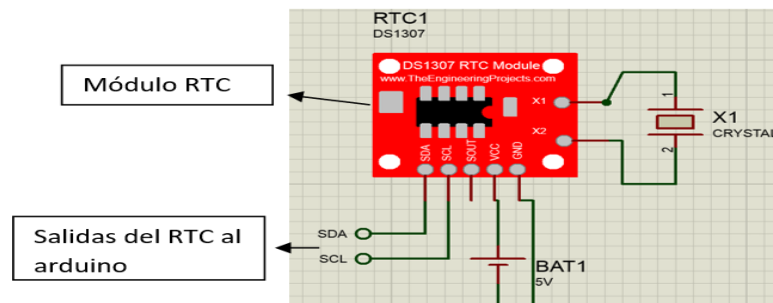 RTC1
DS1307
Módulo RTC
DS1307 RTC Module
www.TheEngineeringProjects.com
X1
X2
SDA
SCL
SOUT
VCC
GND
1
2
X1
CRYSTAL
Salidas del RTC al
arduino
SDA
SCL
BAT1
5V